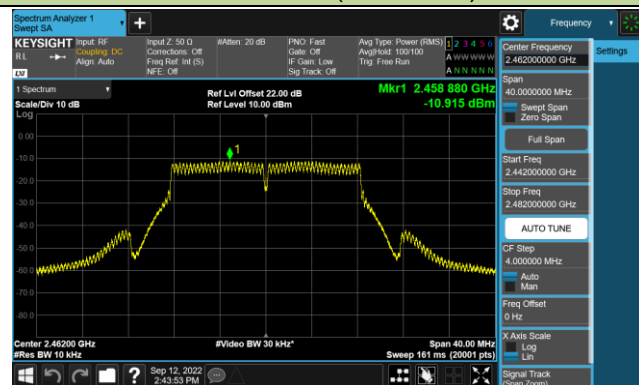 Spectrum Analyzer 1
Swept SA
Frequency
KEYSIGHT
RL
LXI
Input: RF
Coupling: DC
Align: Auto
Input Z: 50 Ω
Corrections: Off
Freq Ref: Int (S)
NFE: Off
#Atten: 20 dB
PNO: Fast
Gate: Off
IF Gain: Low
Sig Track: Off
Avg Type: Power (RMS)
Avg|Hold: 100/100
Trig: Free Run
1 2 3 4 5 6
A W W W W W
A N N N N N
1 Spectrum
Scale/Div 10 dB
Log
Ref Lvl Offset 22.00 dB
Ref Level 10.00 dBm
Mkr1 2.458 880 GHz
-10.915 dBm
1
0.00
-10.0
-20.0
-30.0
-40.0
-50.0
-60.0
-70.0
-80.0
Center 2.46200 GHz
#Res BW 10 kHz
#Video BW 30 kHz*
Span 40.00 MHz
Sweep 161 ms (20001 pts)
Sep 12, 2022
2:43:53 PM
Center Frequency
2.462000000 GHz
Settings
Span
40.0000000 MHz
Swept Span
Zero Span
Full Span
Start Freq
2.442000000 GHz
Stop Freq
2.482000000 GHz
AUTO TUNE
CF Step
4.000000 MHz
Auto
Man
Freq Offset
0 Hz
X Axis Scale
Log
Lin
Signal Track
(Span Zoom)